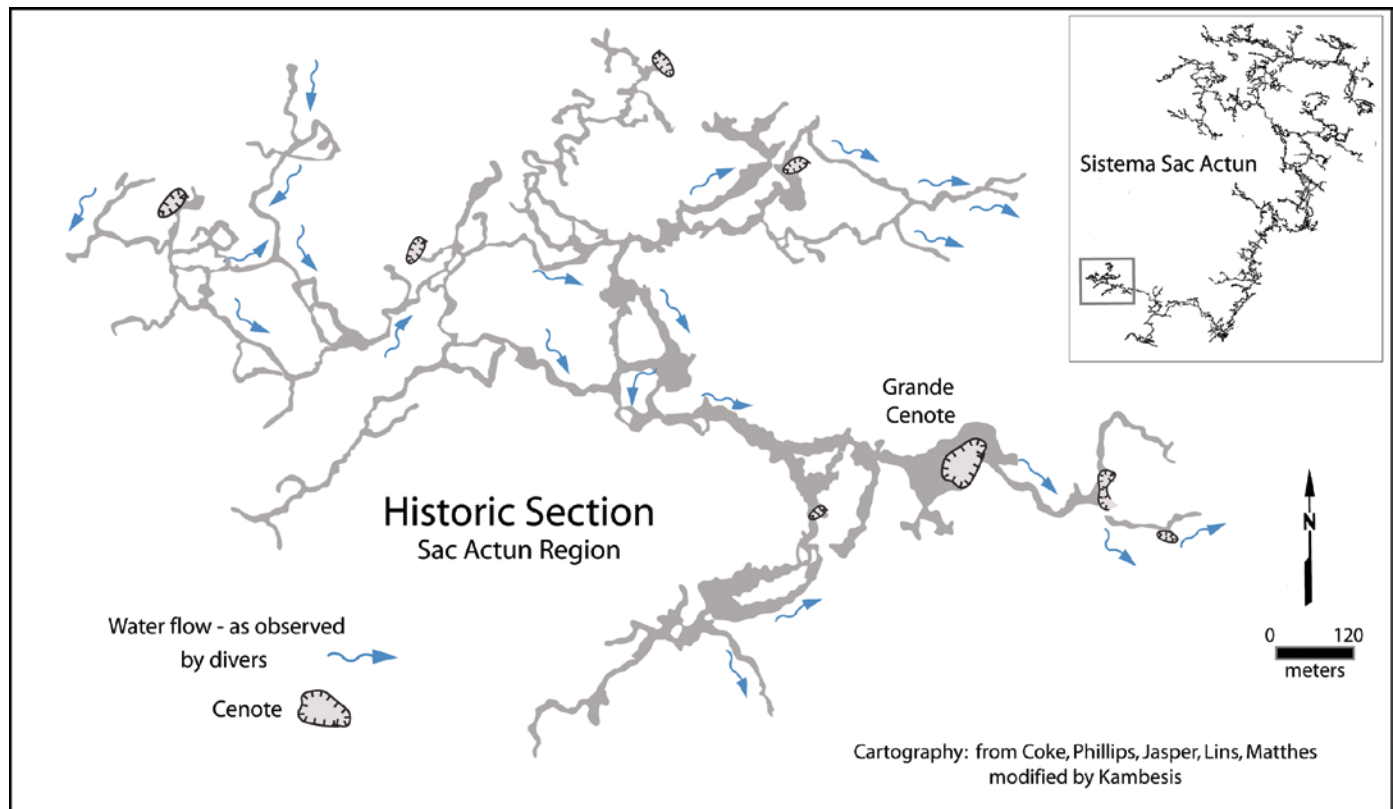 Sistema Sac Actun
Grande
Cenote
Historic Section
Sac Actun Region
N
0 120
meters
Water flow - as observed
by divers
Cenote
Cartography: from Coke, Phillips, Jasper, Lins, Matthes
modified by Kambesis